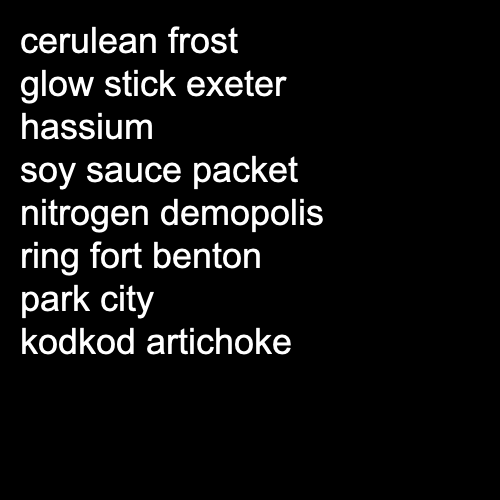 cerulean frost
glow stick exeter
hassium
soy sauce packet
nitrogen demopolis
ring fort benton
park city
kodkod artichoke